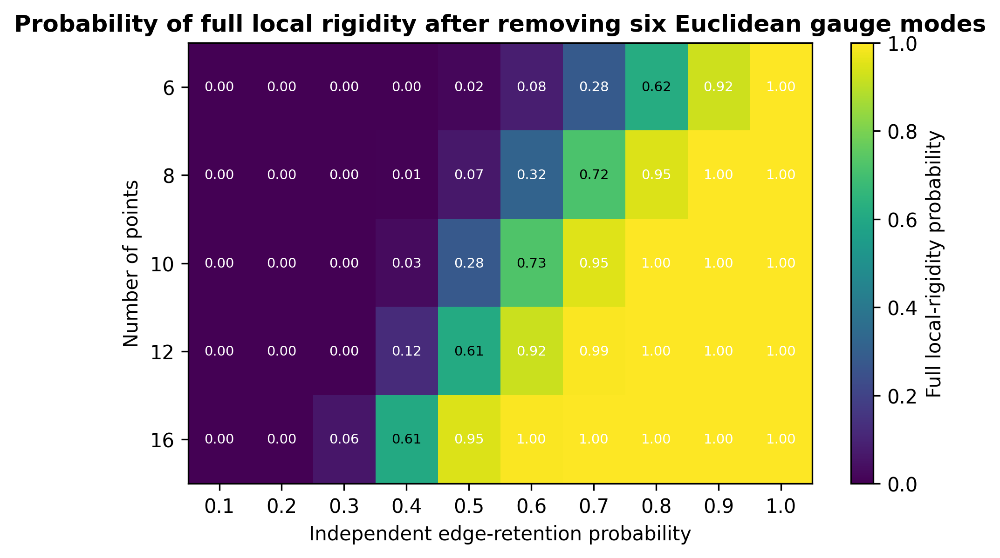 Probability of full local rigidity after removing six Euclidean gauge modes
Number of points
6 0.00 0.00 0.00 0.00 0.02 0.08 0.28 0.62 0.92 1.00
8 0.00 0.00 0.00 0.01 0.07 0.32 0.72 0.95 1.00 1.00
10 0.00 0.00 0.00 0.03 0.28 0.73 0.95 1.00 1.00 1.00
12 0.00 0.00 0.00 0.12 0.61 0.92 0.99 1.00 1.00 1.00
16 0.00 0.00 0.06 0.61 0.95 1.00 1.00 1.00 1.00 1.00
0.1 0.2 0.3 0.4 0.5 0.6 0.7 0.8 0.9 1.0
Independent edge-retention probability
1.0
0.8
0.6
0.4
0.2
0.0
Full local-rigidity probability